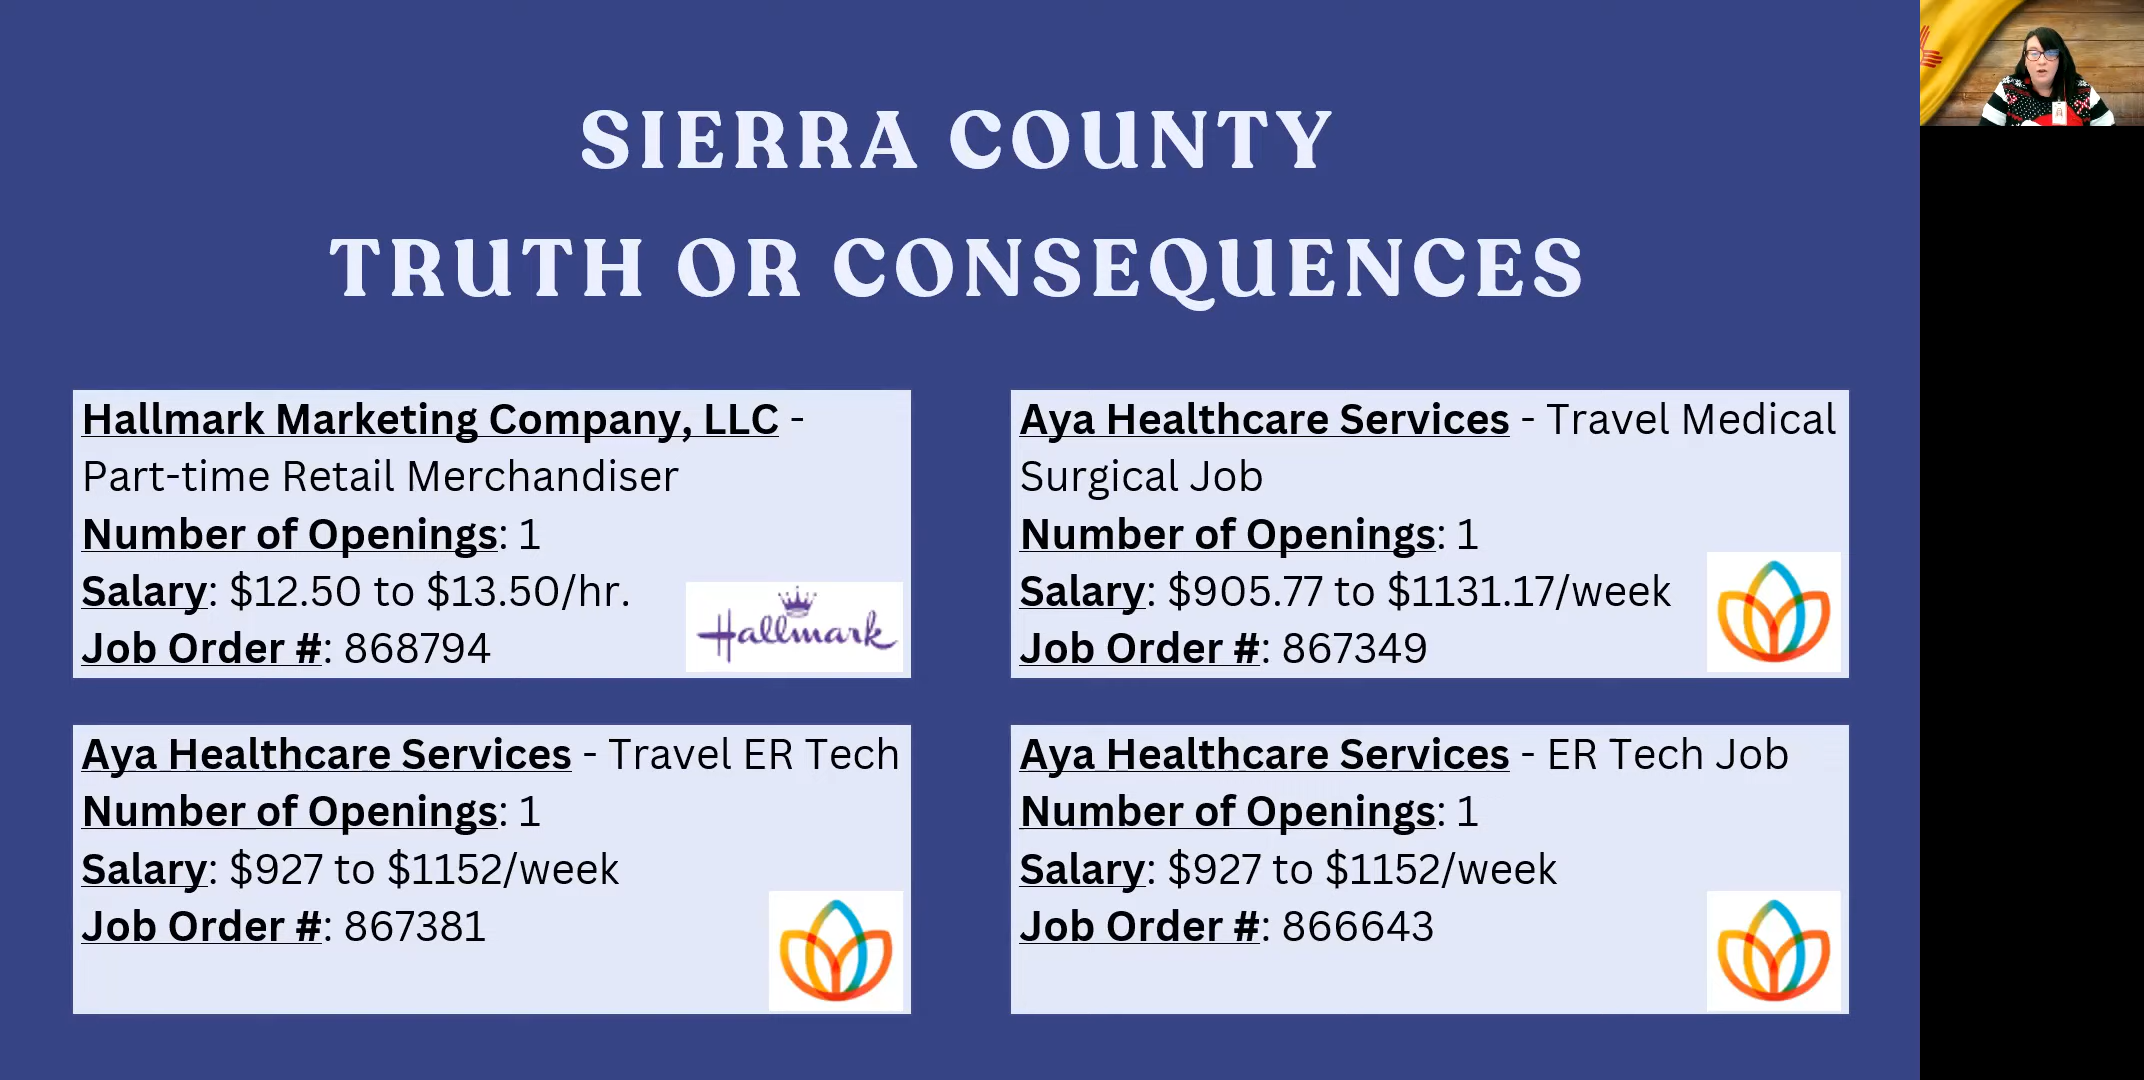 SIERRA COUNTY
TRUTH OR CONSEQUENCES
Hallmark Marketing Company, LLC -
Part-time Retail Merchandiser
Number of Openings: 1
Salary: $12.50 to $13.50/hr.
Job Order #: 868794
Hallmark
Aya Healthcare Services - Travel Medical
Surgical Job
Number of Openings: 1
Salary: $905.77 to $1131.17/week
Job Order #: 867349
Aya Healthcare Services - Travel ER Tech
Number of Openings: 1
Salary: $927 to $1152/week
Job Order #: 867381
Aya Healthcare Services - ER Tech Job
Number of Openings: 1
Salary: $927 to $1152/week
Job Order #: 866643